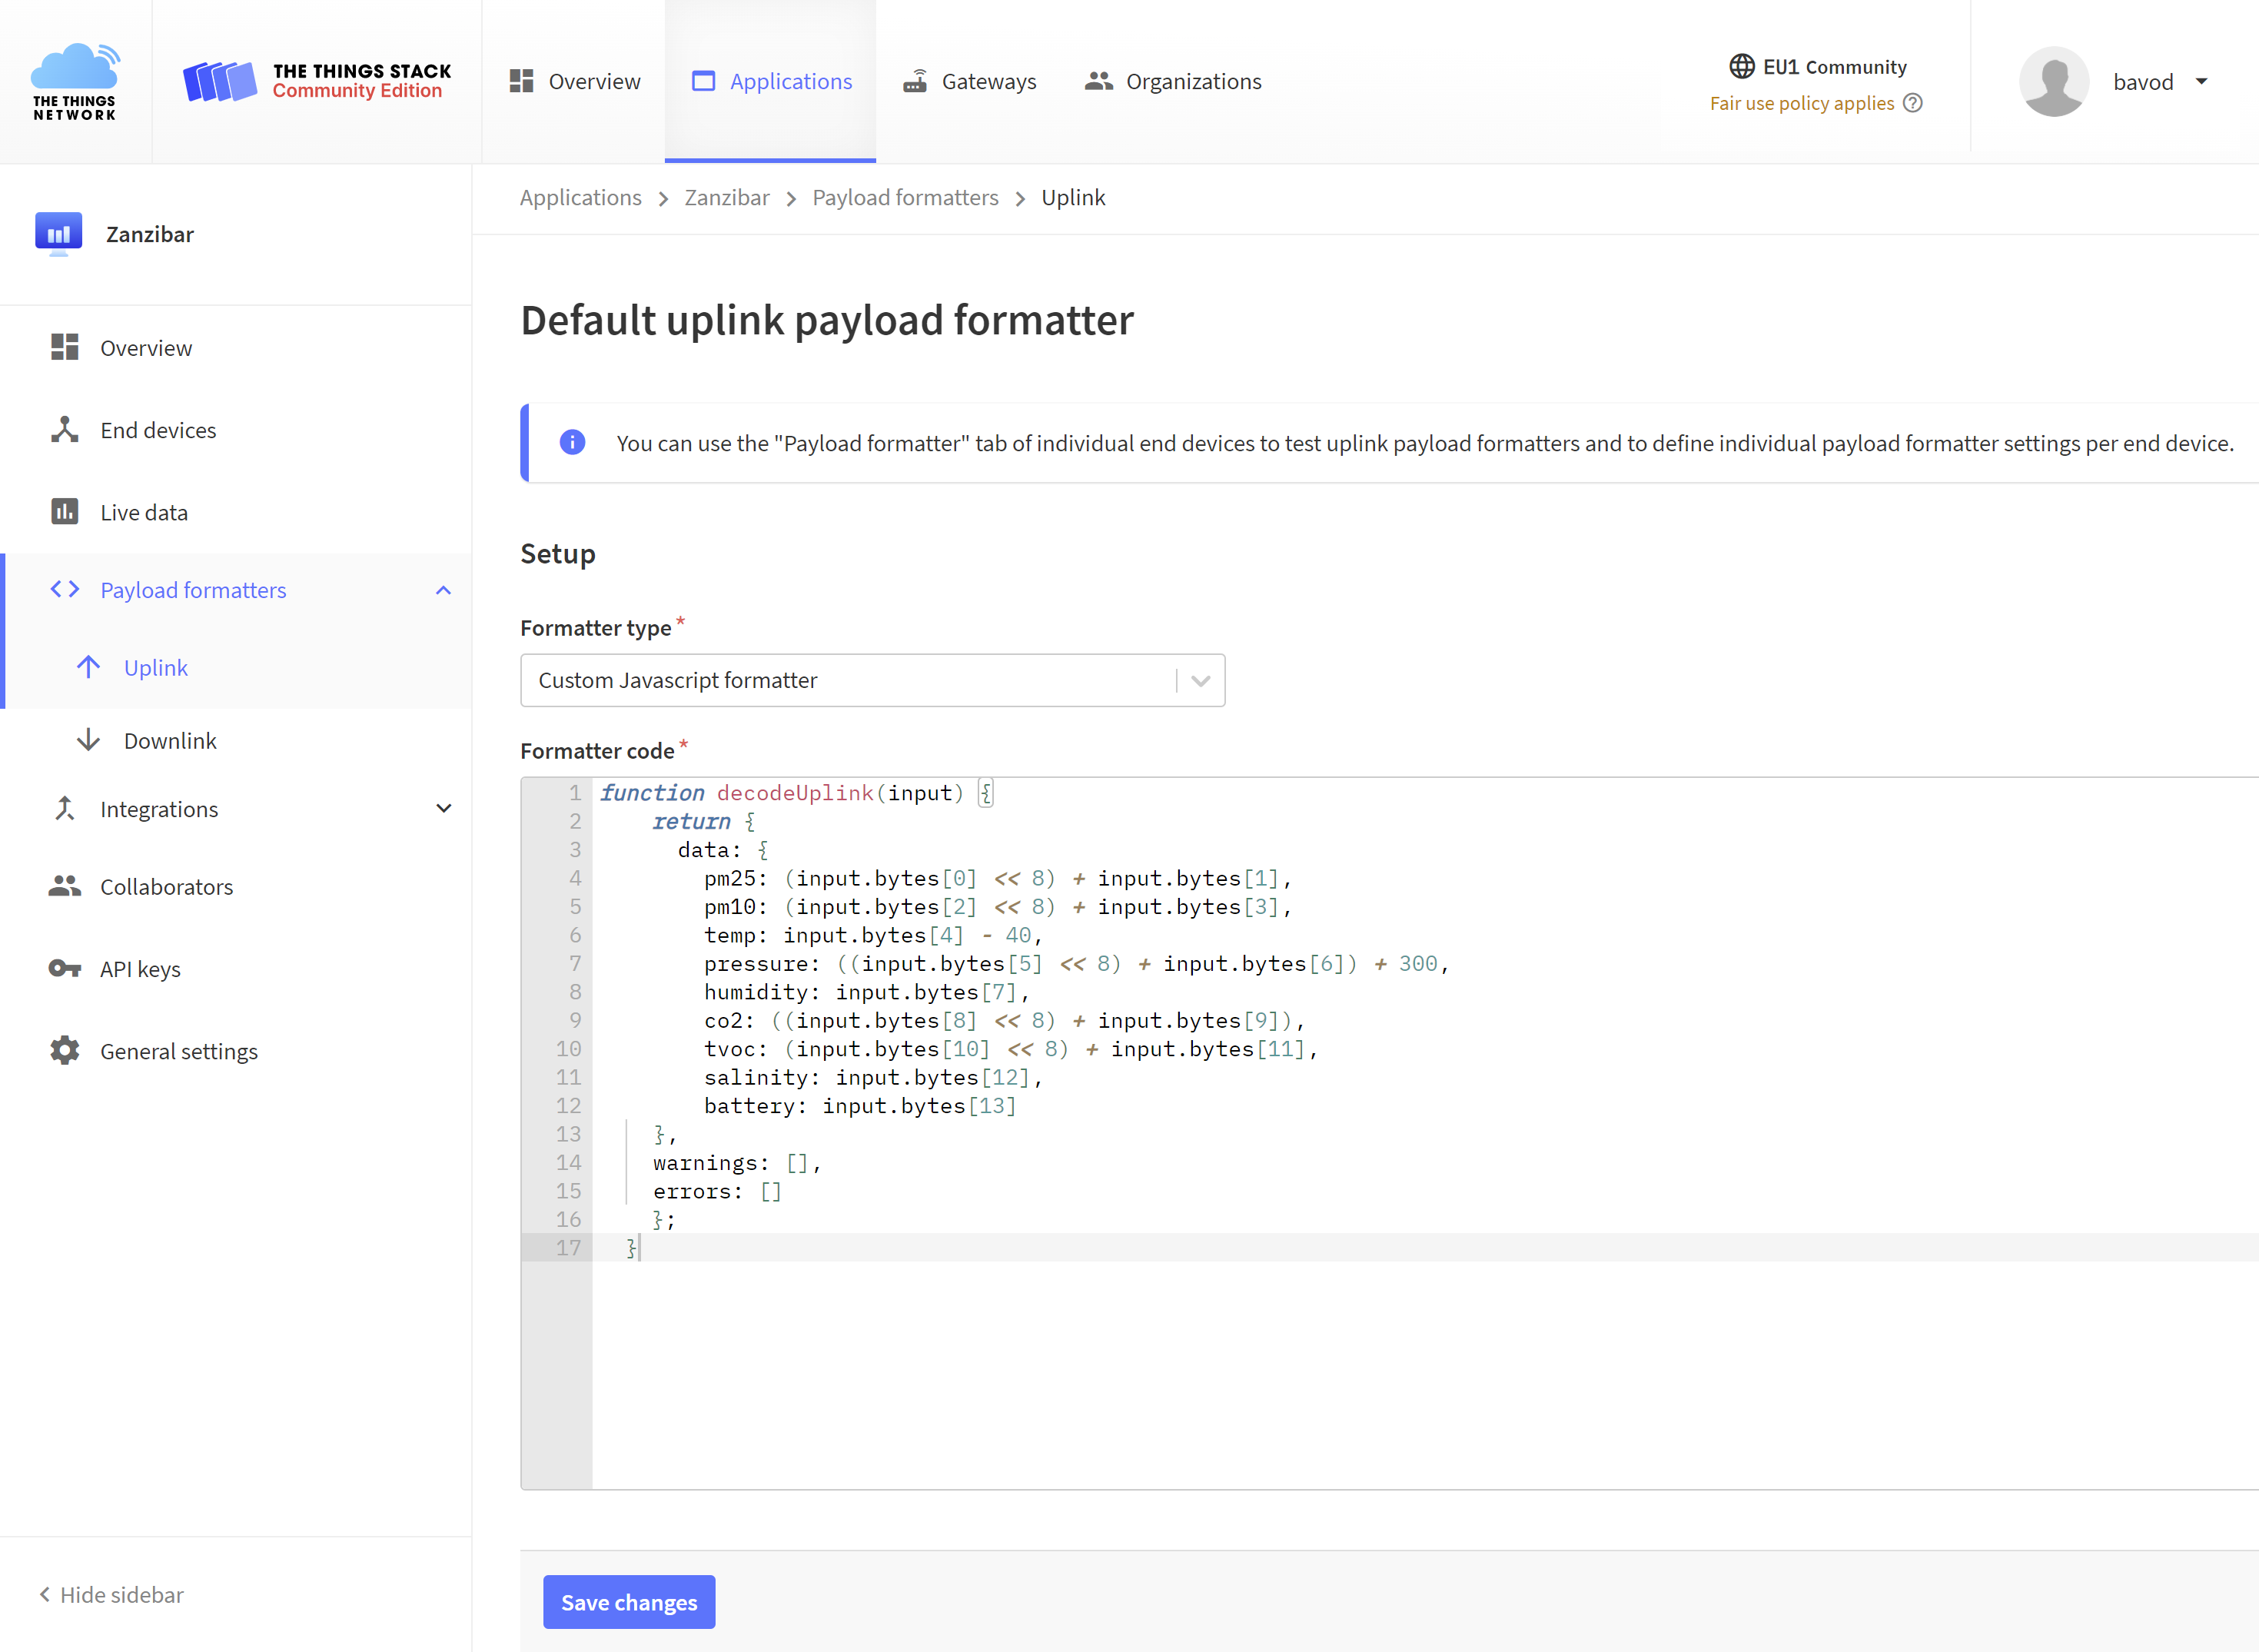 THE THINGS
NETWORK
THE THINGS STACK
Community Edition
Overview
Applications
Gateways
Organizations
EU1 Community
Fair use policy applies
bavod
Zanzibar
Overview
End devices
Live data
Payload formatters
Uplink
Downlink
Integrations
Collaborators
API keys
General settings
Hide sidebar
Applications > Zanzibar > Payload formatters > Uplink
Default uplink payload formatter
You can use the "Payload formatter" tab of individual end devices to test uplink payload formatters and to define individual payload formatter settings per end device.
Setup
Formatter type *
Custom Javascript formatter
Formatter code *
1 function decodeUplink(input) {
2 return {
3 data: {
4 pm25: (input.bytes[0] << 8) + input.bytes[1],
5 pm10: (input.bytes[2] << 8) + input.bytes[3],
6 temp: input.bytes[4] - 40,
7 pressure: ((input.bytes[5] << 8) + input.bytes[6]) + 300,
8 humidity: input.bytes[7],
9 co2: ((input.bytes[8] << 8) + input.bytes[9]),
10 tvoc: (input.bytes[10] << 8) + input.bytes[11],
11 salinity: input.bytes[12],
12 battery: input.bytes[13]
13 },
14 warnings: [],
15 errors: []
16 };
17 }
Save changes